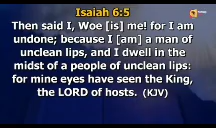 Isaiah 6:5
Then said I, Woe [is] me! for I am
undone; because I [am] a man of
unclean lips, and I dwell in the
midst of a people of unclean lips:
for mine eyes have seen the King,
the LORD of hosts. (KJV)